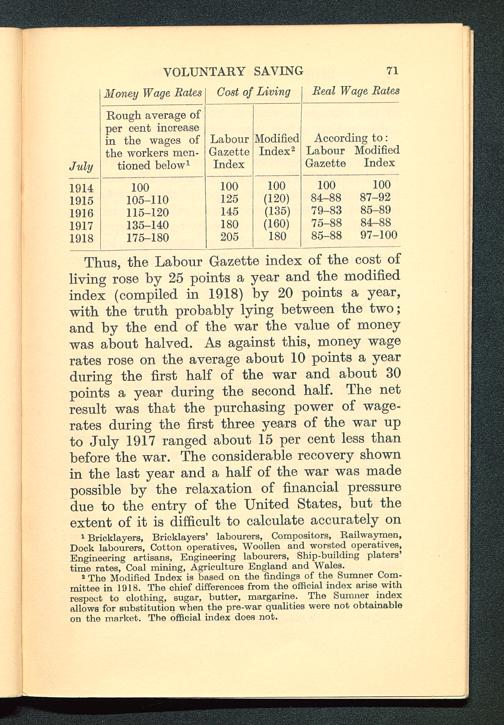 VOLUNTARY SAVING 71
Money Wage Rates Cost of Living Real Wage Rates
Rough average of
per cent increase
in the wages of Labour Modified According to:
the workers men- Gazette Index² Labour Modified
July tioned below¹ Index Gazette Index
1914 100 100 100 100 100
1915 105–110 125 (120) 84–88 87–92
1916 115–120 145 (135) 79–83 85–89
1917 135–140 180 (160) 75–88 84–88
1918 175–180 205 180 85–88 97–100
Thus, the Labour Gazette index of the cost of
living rose by 25 points a year and the modified
index (compiled in 1918) by 20 points a year,
with the truth probably lying between the two;
and by the end of the war the value of money
was about halved. As against this, money wage
rates rose on the average about 10 points a year
during the first half of the war and about 30
points a year during the second half. The net
result was that the purchasing power of wage-
rates during the first three years of the war up
to July 1917 ranged about 15 per cent less than
before the war. The considerable recovery shown
in the last year and a half of the war was made
possible by the relaxation of financial pressure
due to the entry of the United States, but the
extent of it is difficult to calculate accurately on
¹ Bricklayers, Bricklayers' labourers, Compositors, Railwaymen,
Dock labourers, Cotton operatives, Woollen and worsted operatives,
Engineering artisans, Engineering labourers, Ship-building platers'
time rates, Coal mining, Agriculture England and Wales.
² The Modified Index is based on the findings of the Sumner Com-
mittee in 1918. The chief differences from the official index arise with
respect to clothing, sugar, butter, margarine. The Sumner index
allows for substitution when the pre-war qualities were not obtainable
on the market. The official index does not.